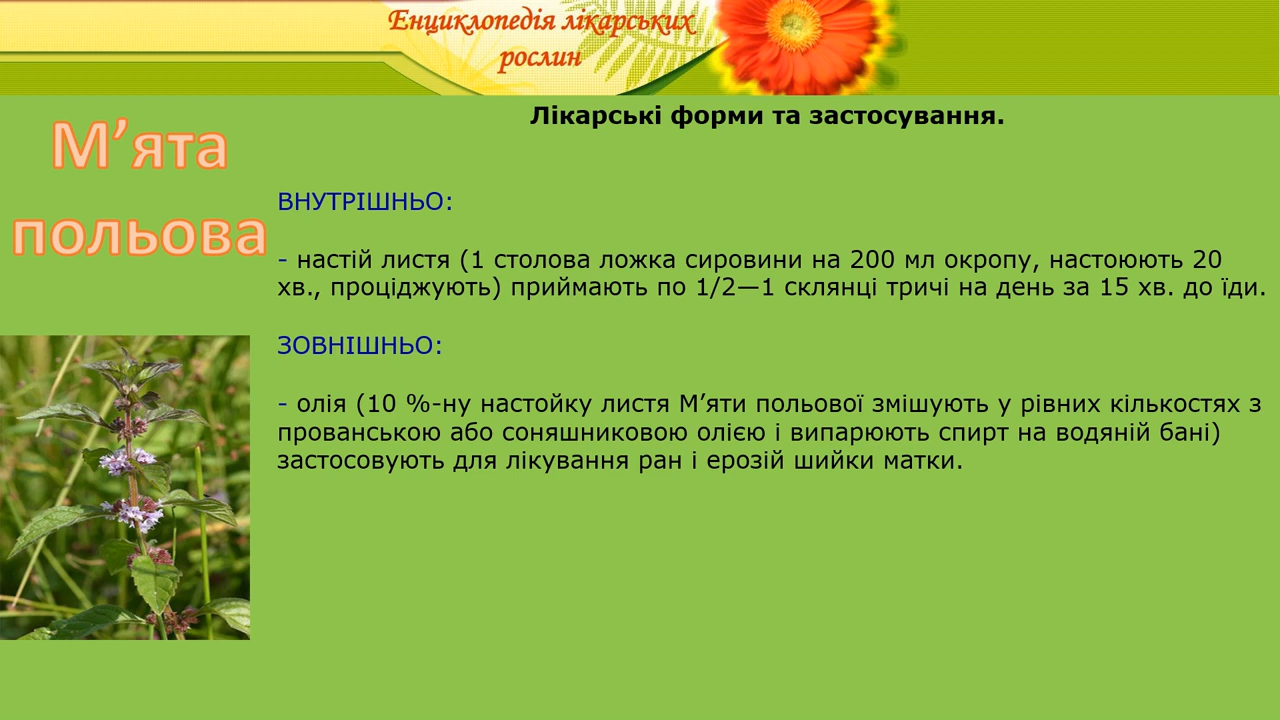 Енциклопедія лікарських
рослин
М’ята
польова
Лікарські форми та застосування.
ВНУТРІШНЬО:
- настій листя (1 столова ложка сировини на 200 мл окропу, настоюють 20
хв., проціджують) приймають по 1/2—1 склянці тричі на день за 15 хв. до їди.
ЗОВНІШНЬО:
- олія (10 %-ну настойку листя М’яти польової змішують у рівних кількостях з
прованською або соняшниковою олією і випарюють спирт на водяній бані)
застосовують для лікування ран і ерозій шийки матки.